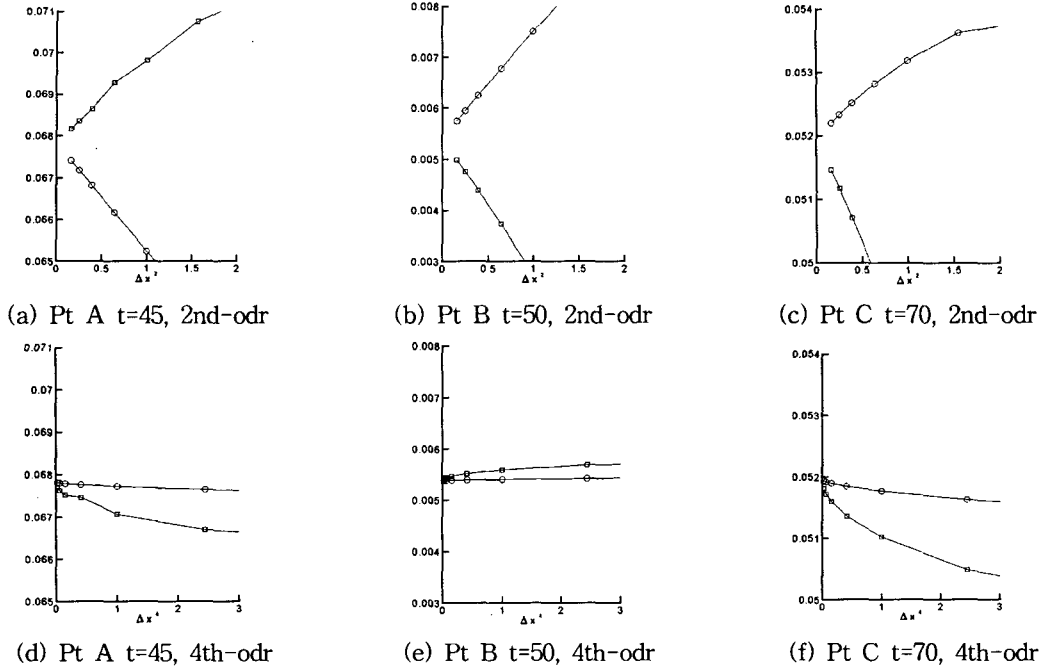 0.071
0.07
0.069
0.068
0.067
0.066
0.065
0 0.5 1 1.5 2
Δx²
(a) Pt A t=45, 2nd-odr
0.008
0.007
0.006
0.005
0.004
0.003
0 0.5 1 1.5 2
Δx²
(b) Pt B t=50, 2nd-odr
0.054
0.053
0.052
0.051
0.05
0 0.5 1 1.5 2
Δx²
(c) Pt C t=70, 2nd-odr
0.071
0.07
0.069
0.068
0.067
0.066
0.065
0 1 2 3
Δx⁴
(d) Pt A t=45, 4th-odr
0.008
0.007
0.006
0.005
0.004
0.003
0 1 2 3
Δx⁴
(e) Pt B t=50, 4th-odr
0.054
0.053
0.052
0.051
0.05
0 1 2 3
Δx⁴
(f) Pt C t=70, 4th-odr